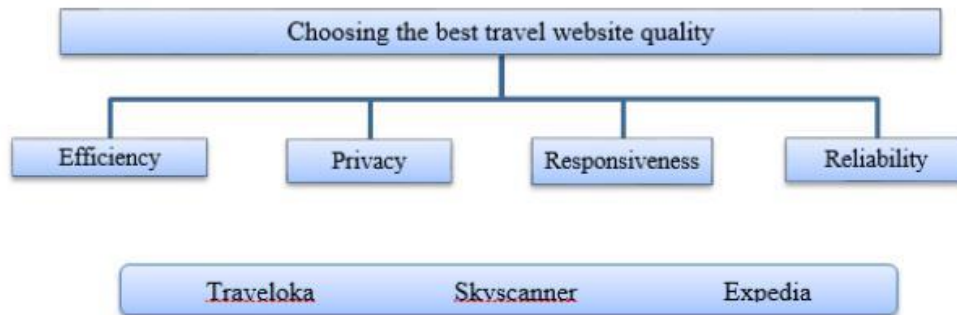 Choosing the best travel website quality
Efficiency Privacy Responsiveness Reliability
Traveloka Skyscanner Expedia